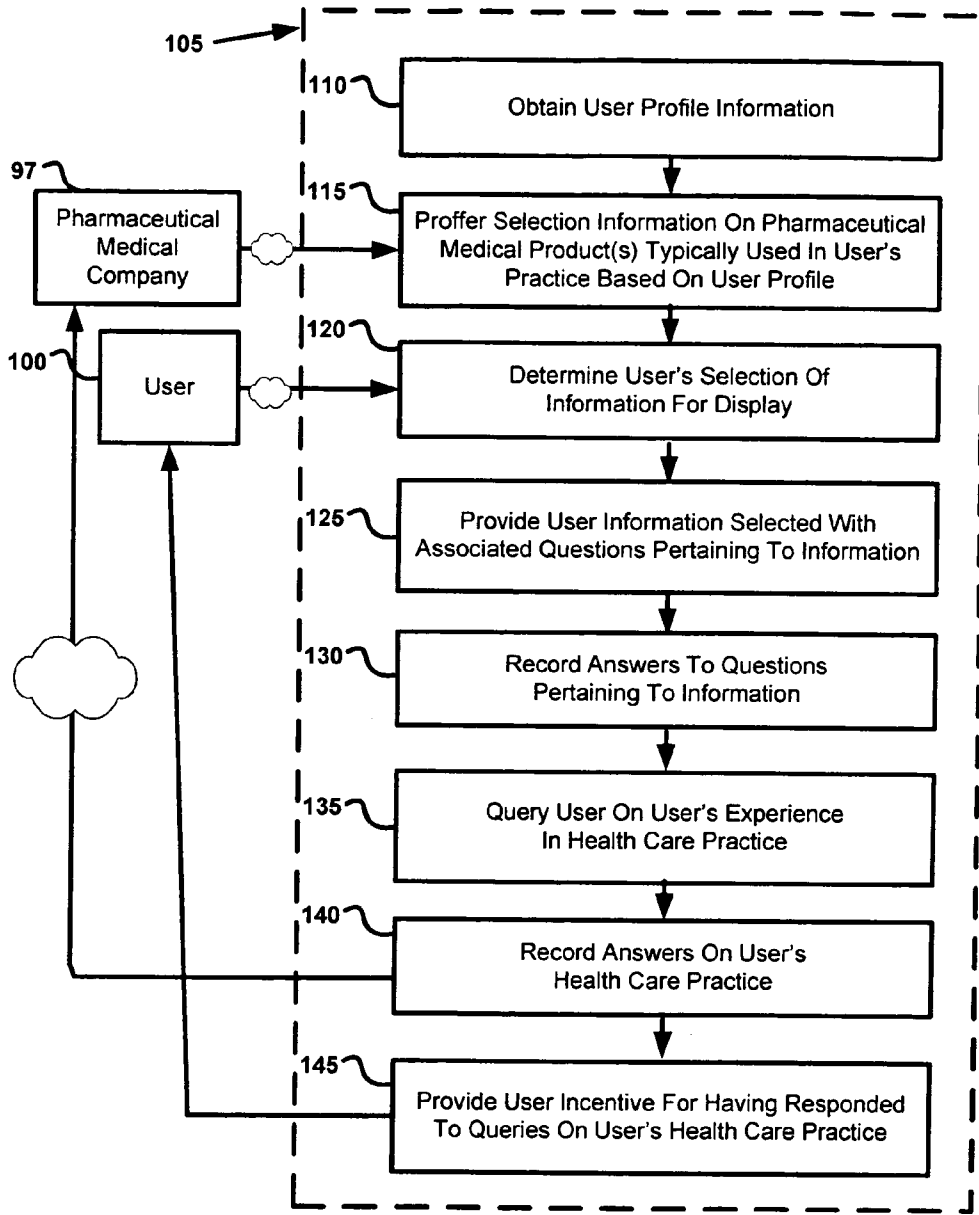 105
110
Obtain User Profile Information
97
Pharmaceutical
Medical
Company
115
Proffer Selection Information On Pharmaceutical
Medical Product(s) Typically Used In User's
Practice Based On User Profile
100
User
120
Determine User's Selection Of
Information For Display
125
Provide User Information Selected With
Associated Questions Pertaining To Information
130
Record Answers To Questions
Pertaining To Information
135
Query User On User's Experience
In Health Care Practice
140
Record Answers On User's
Health Care Practice
145
Provide User Incentive For Having Responded
To Queries On User's Health Care Practice